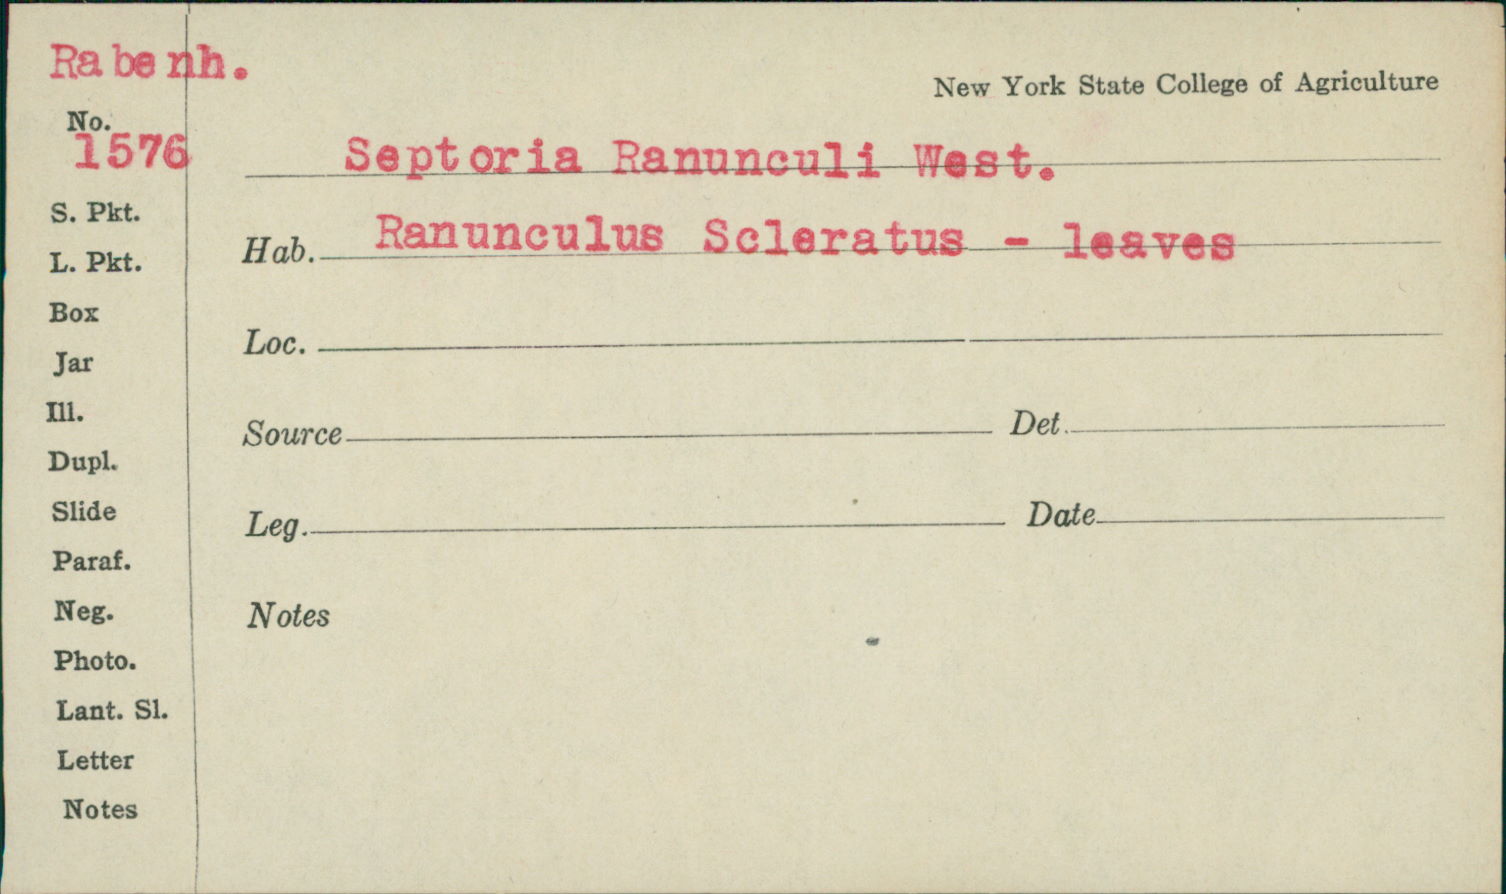 Rabenh.
New York State College of Agriculture
No.
1576
Septoria Ranunculi West.
S. Pkt.
Hab. Ranunculus Scleratus - leaves
L. Pkt.
Box
Loc.
Jar
Ill.
Source Det.
Dupl.
Slide
Leg. Date
Paraf.
Neg.
Notes
Photo.
Lant. Sl.
Letter
Notes